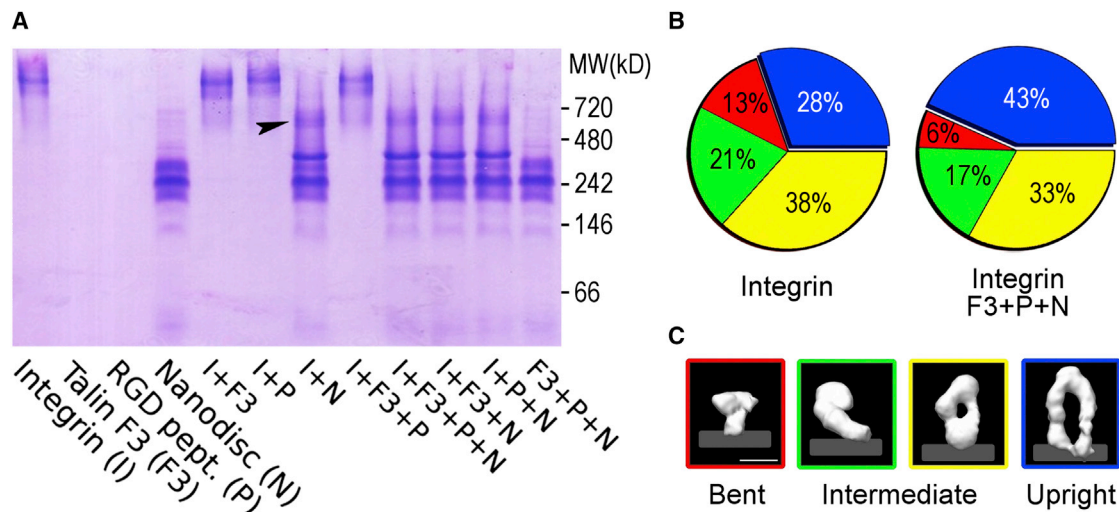 A
MW(kD)
720
480
242
146
66
Integrin (I)
Talin F3 (F3)
RGD pept. (P)
Nanodisc (N)
I+F3
I+P
I+N
I+F3+P
I+F3+P+N
I+F3+N
I+P+N
F3+P+N
B
13%
28%
21%
38%
Integrin
43%
6%
17%
33%
Integrin
F3+P+N
C
Bent
Intermediate
Upright